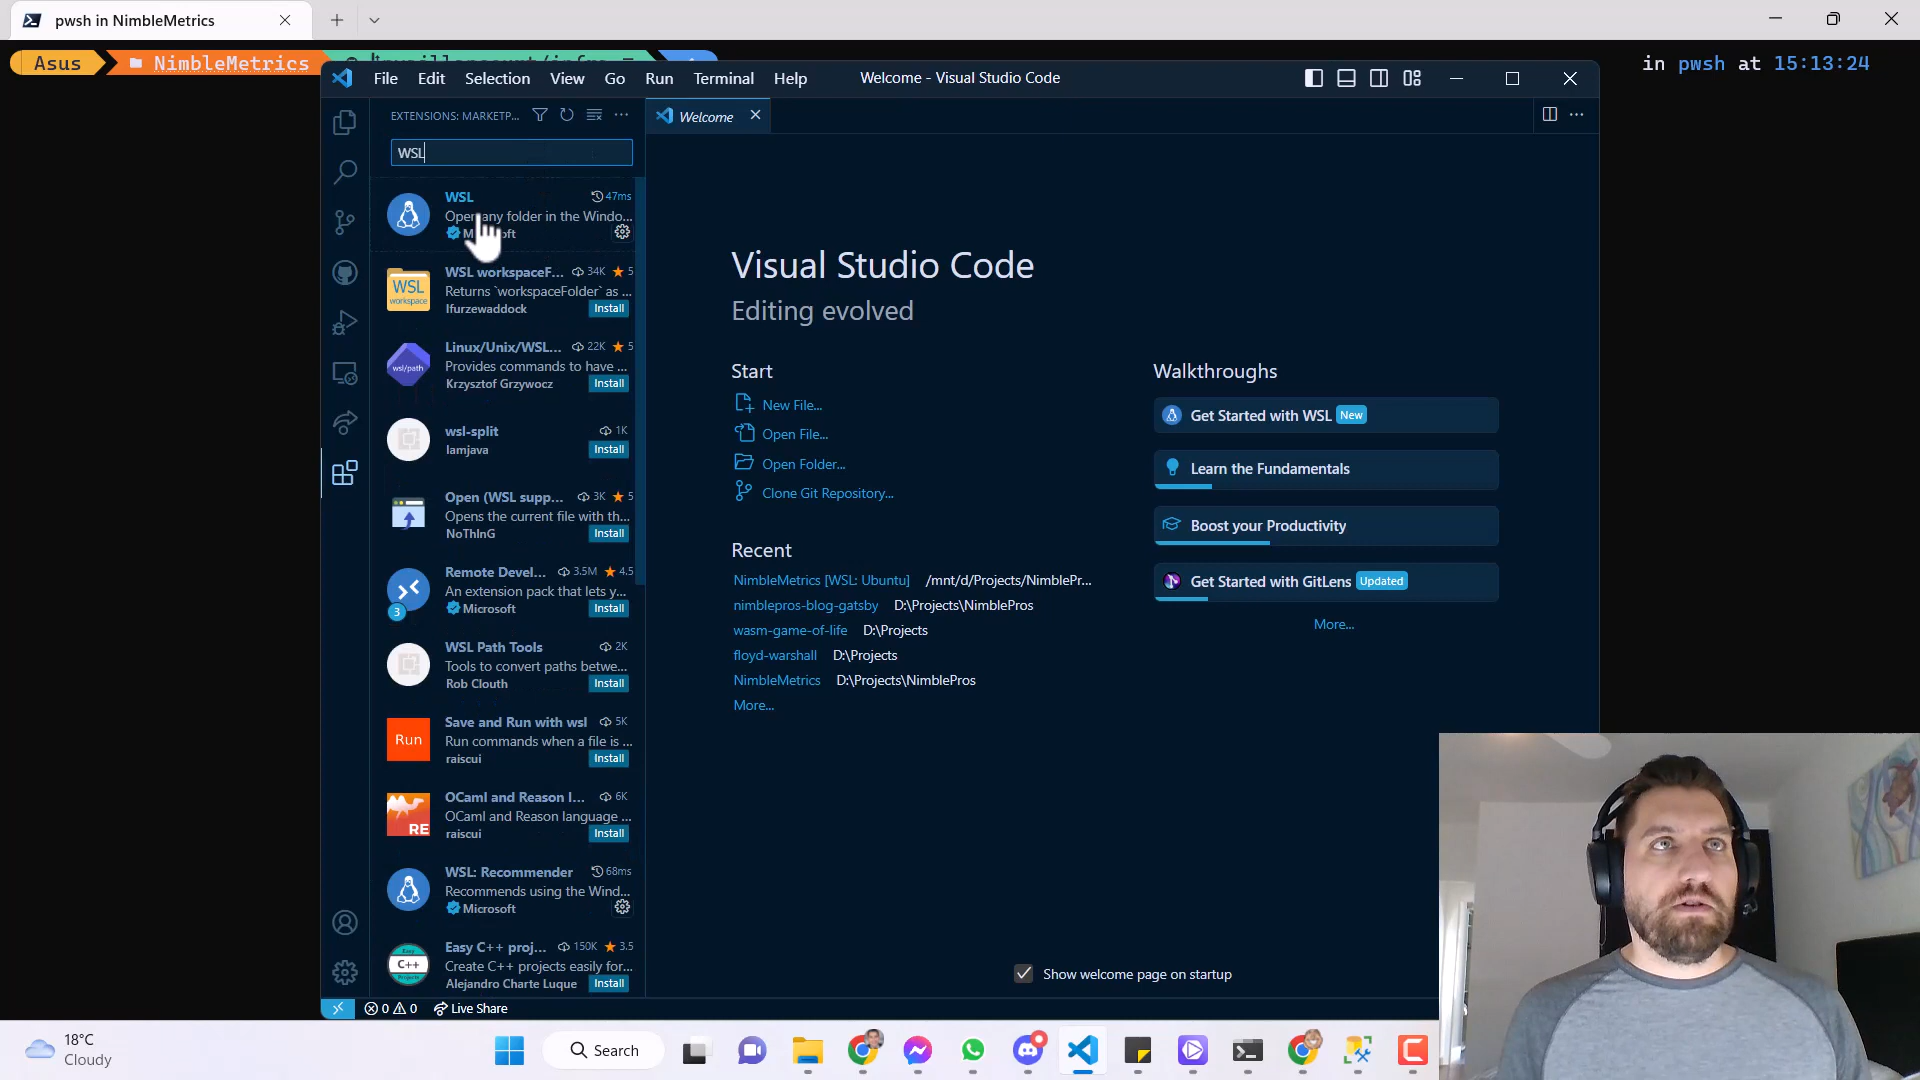 pwsh in NimbleMetrics
Asus
NimbleMetrics
in pwsh at 15:13:24
File Edit Selection View Go Run Terminal Help
Welcome - Visual Studio Code
EXTENSIONS: MARKETP...
Welcome
WSL
WSL 47ms
Open any folder in the Windo...
WSL workspaceF... 34K 5
Returns `workspaceFolder` as ...
lfurzewaddock Install
WSL
workspace
Linux/Unix/WSL... 22K 5
Provides commands to have ...
Krzysztof Grzywocz Install
wsl/path
wsl-split 1K
Iamjava Install
Open (WSL supp... 3K 5
Opens the current file with th...
NoThInG Install
Remote Devel... 3.5M 4.5
An extension pack that lets y...
Microsoft Install
3
WSL Path Tools 2K
Tools to convert paths betwe...
Rob Clouth Install
Save and Run with wsl 5K
Run commands when a file is ...
raiscui Install
Run
OCaml and Reason I... 6K
OCaml and Reason language ...
raiscui Install
RE
WSL: Recommender 68ms
Recommends using the Wind...
Microsoft
Easy C++ proj... 150K 3.5
Create C++ projects easily for...
Alejandro Charte Luque Install
C++
Visual Studio Code
Editing evolved
Start
New File...
Open File...
Open Folder...
Clone Git Repository...
Recent
NimbleMetrics [WSL: Ubuntu] /mnt/d/Projects/NimblePr...
nimblepros-blog-gatsby D:\Projects\NimblePros
wasm-game-of-life D:\Projects
floyd-warshall D:\Projects
NimbleMetrics D:\Projects\NimblePros
More...
Walkthroughs
Get Started with WSL New
Learn the Fundamentals
Boost your Productivity
Get Started with GitLens Updated
More...
Show welcome page on startup
0 0 Live Share
18°C
Cloudy
Search